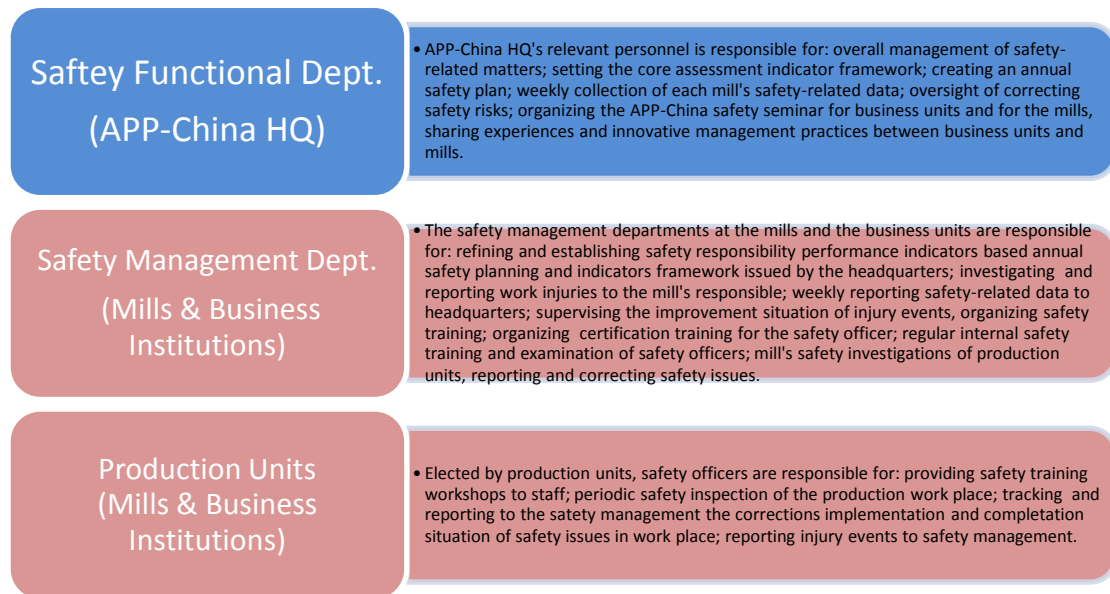 Saftey Functional Dept.
(APP-China HQ)
• APP-China HQ's relevant personnel is responsible for: overall management of safety-
related matters; setting the core assessment indicator framework; creating an annual
safety plan; weekly collection of each mill's safety-related data; oversight of correcting
safety risks; organizing the APP-China safety seminar for business units and for the mills,
sharing experiences and innovative management practices between business units and
mills.
Safety Management Dept.
(Mills & Business
Institutions)
• The safety management departments at the mills and the business units are responsible
for: refining and establishing safety responsibility performance indicators based annual
safety planning and indicators framework issued by the headquarters; investigating and
reporting work injuries to the mill's responsible; weekly reporting safety-related data to
headquarters; supervising the improvement situation of injury events, organizing safety
training; organizing certification training for the safety officer; regular internal safety
training and examination of safety officers; mill's safety investigations of production
units, reporting and correcting safety issues.
Production Units
(Mills & Business
Institutions)
• Elected by production units, safety officers are responsible for: providing safety training
workshops to staff; periodic safety inspection of the production work place; tracking and
reporting to the satety management the corrections implementation and completation
situation of safety issues in work place; reporting injury events to safety management.